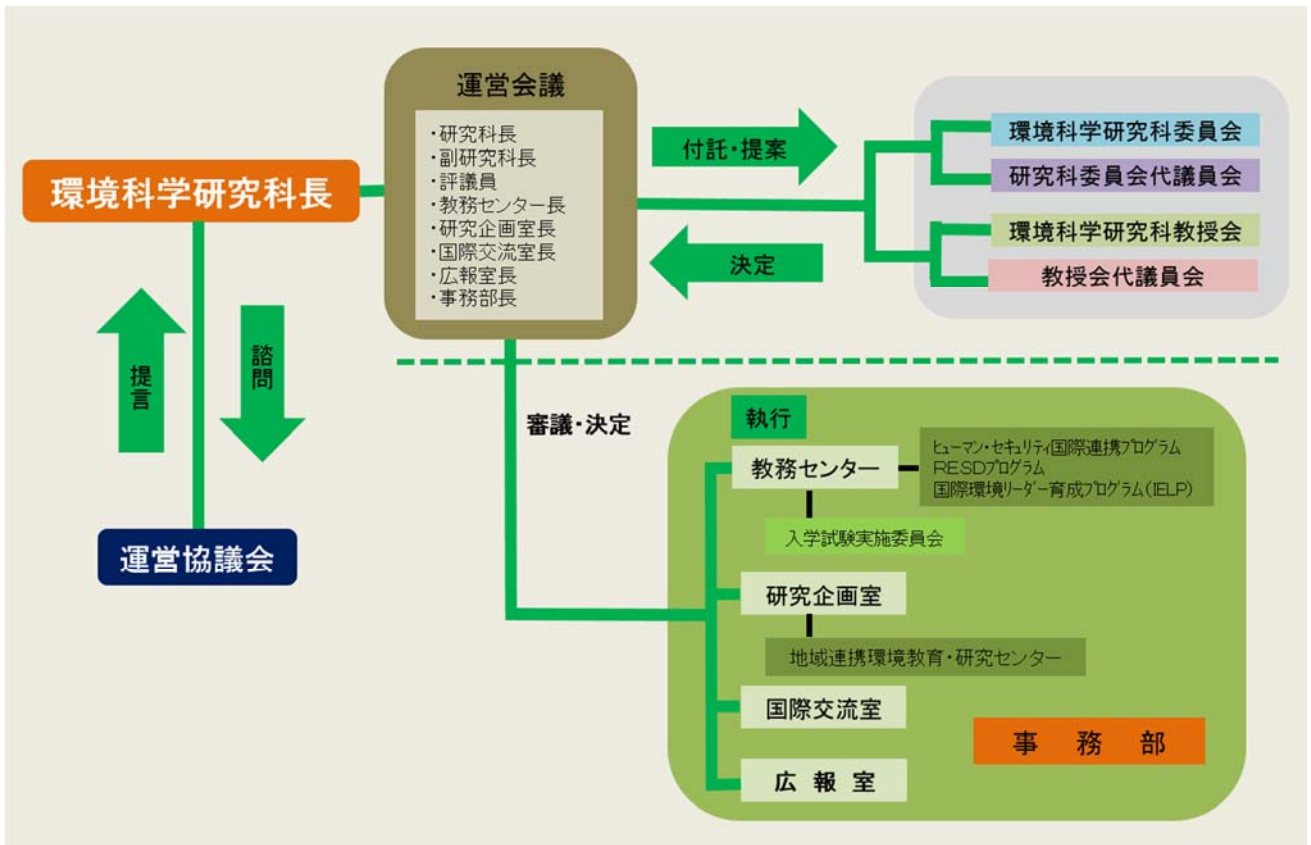 運営会議
・研究科長
・副研究科長
・評議員
・教務センター長
・研究企画室長
・国際交流室長
・広報室長
・事務部長
環境科学研究科長
付託・提案
決定
環境科学研究科委員会
研究科委員会代議員会
環境科学研究科教授会
教授会代議員会
提言
諮問
運営協議会
審議・決定
執行
教務センター
ヒューマン・セキュリティ国際連携プログラム
RESDプログラム
国際環境リーダー育成プログラム(IELP)
入学試験実施委員会
研究企画室
地域連携環境教育・研究センター
国際交流室
広 報 室
事 務 部